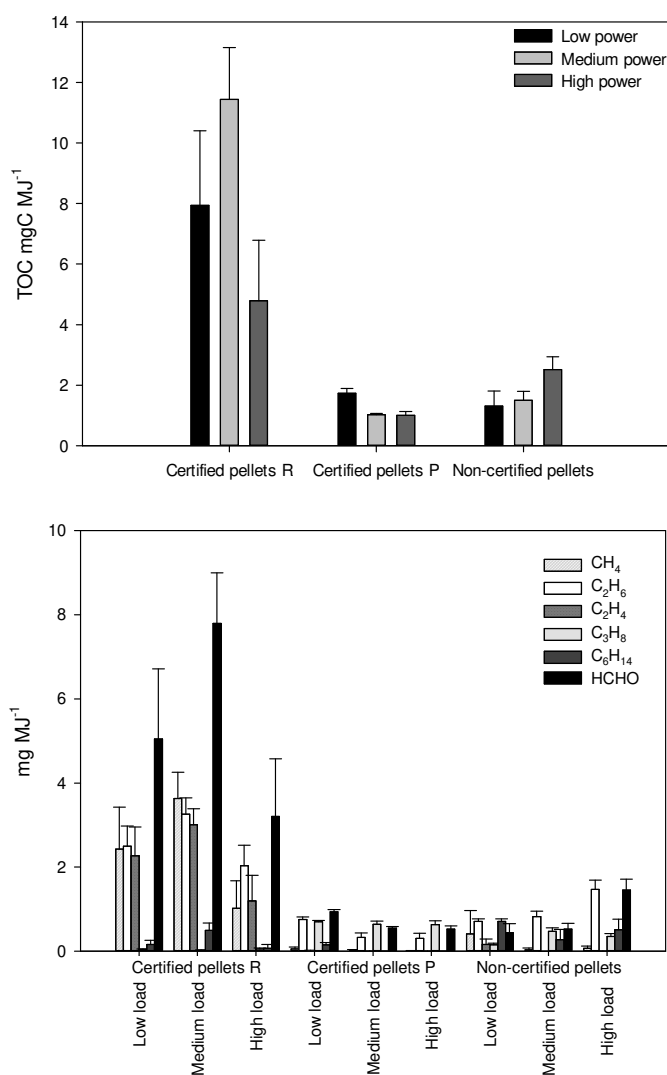 14
12
10
8
6
4
2
0
TOC mgC MJ⁻¹
Low power
Medium power
High power
Certified pellets R
Certified pellets P
Non-certified pellets
10
8
6
4
2
0
mg MJ⁻¹
CH₄
C₂H₆
C₂H₄
C₃H₈
C₆H₁₄
HCHO
Certified pellets R
Certified pellets P
Non-certified pellets
Low load
Medium load
High load
Low load
Medium load
High load
Low load
Medium load
High load